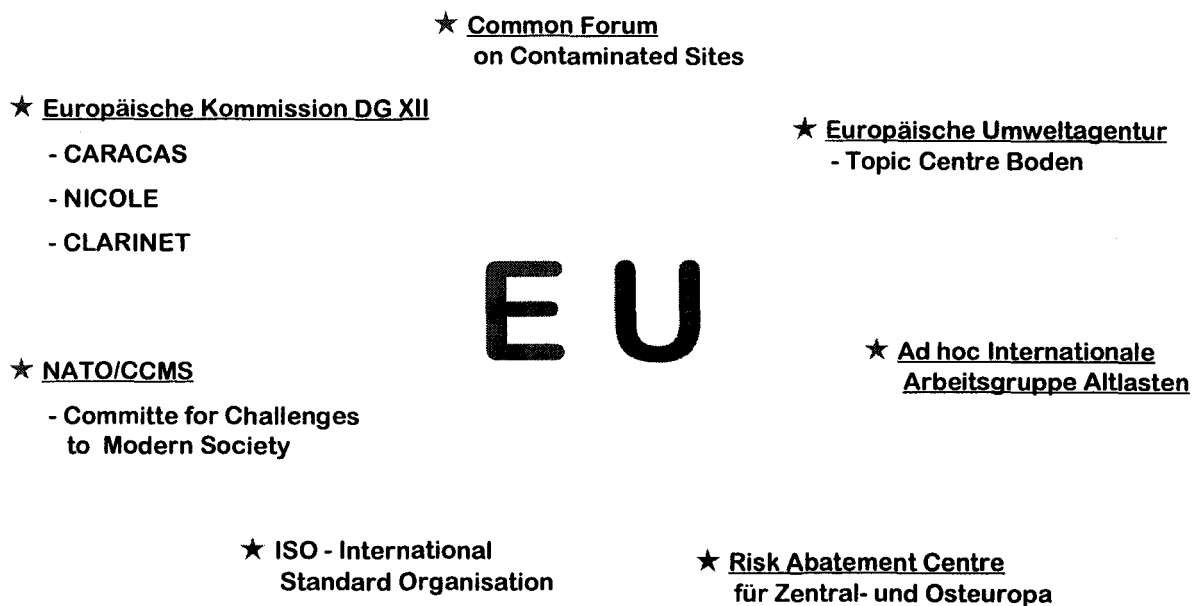 ★ Common Forum
on Contaminated Sites
★ Europäische Kommission DG XII
- CARACAS
- NICOLE
- CLARINET
★ Europäische Umweltagentur
- Topic Centre Boden
E U
★ NATO/CCMS
- Committe for Challenges
to Modern Society
★ Ad hoc Internationale
Arbeitsgruppe Altlasten
★ ISO - International
Standard Organisation
★ Risk Abatement Centre
für Zentral- und Osteuropa